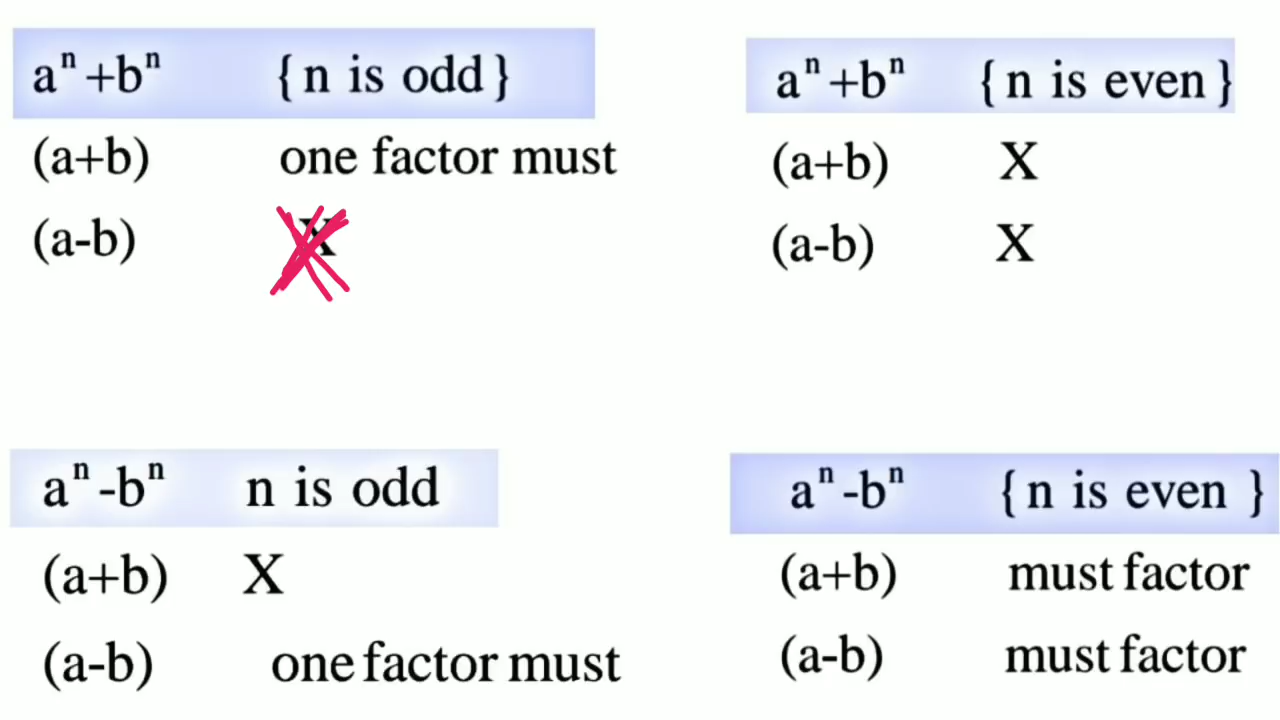 aⁿ+bⁿ {n is odd}
(a+b) one factor must
(a-b) X
aⁿ+bⁿ {n is even}
(a+b) X
(a-b) X
aⁿ-bⁿ n is odd
(a+b) X
(a-b) one factor must
aⁿ-bⁿ {n is even }
(a+b) must factor
(a-b) must factor